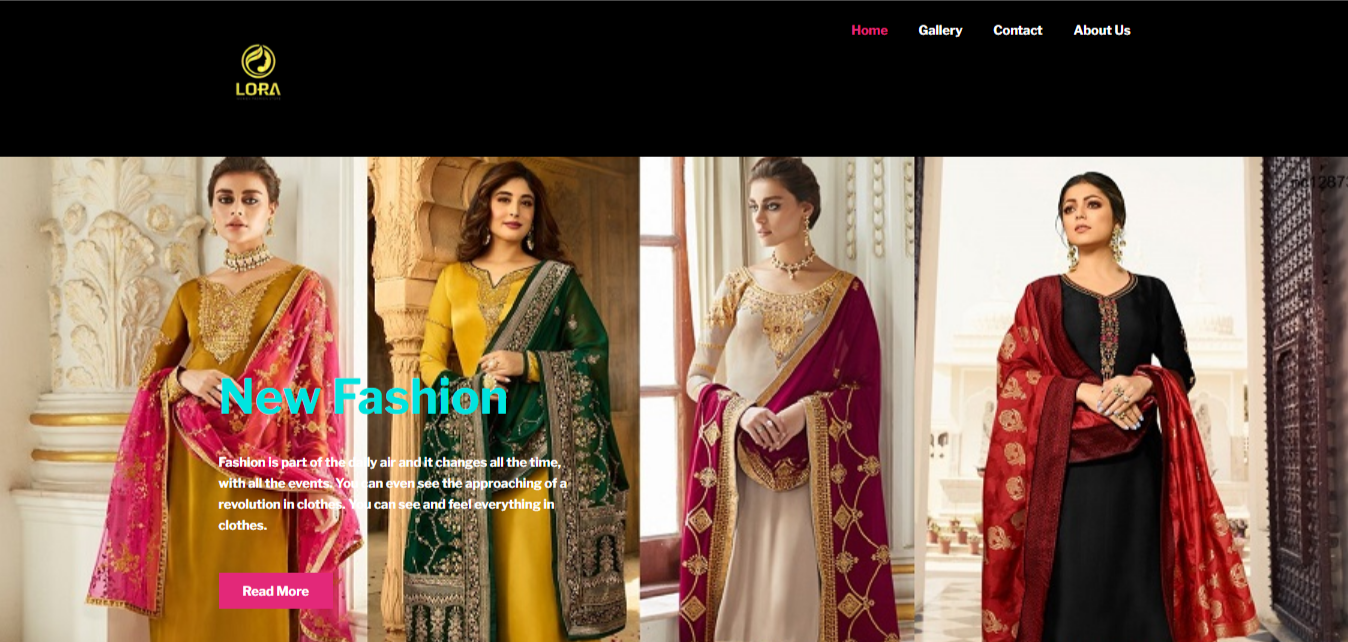 Home Gallery Contact About Us
LORA
New Fashion
Fashion is part of the daily air and it changes all the time,
with all the events. You can even see the approaching of a
revolution in clothes. You can see and feel everything in
clothes.
Read More